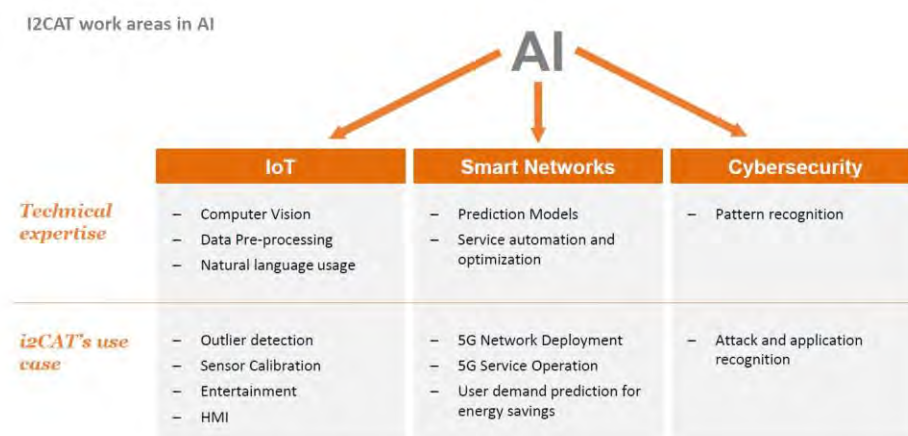 I2CAT work areas in AI
AI
IoT
Smart Networks
Cybersecurity
Technical
expertise
– Computer Vision
– Data Pre-processing
– Natural language usage
– Prediction Models
– Service automation and
optimization
– Pattern recognition
i2CAT's use
case
– Outlier detection
– Sensor Calibration
– Entertainment
– HMI
– 5G Network Deployment
– 5G Service Operation
– User demand prediction for
energy savings
– Attack and application
recognition